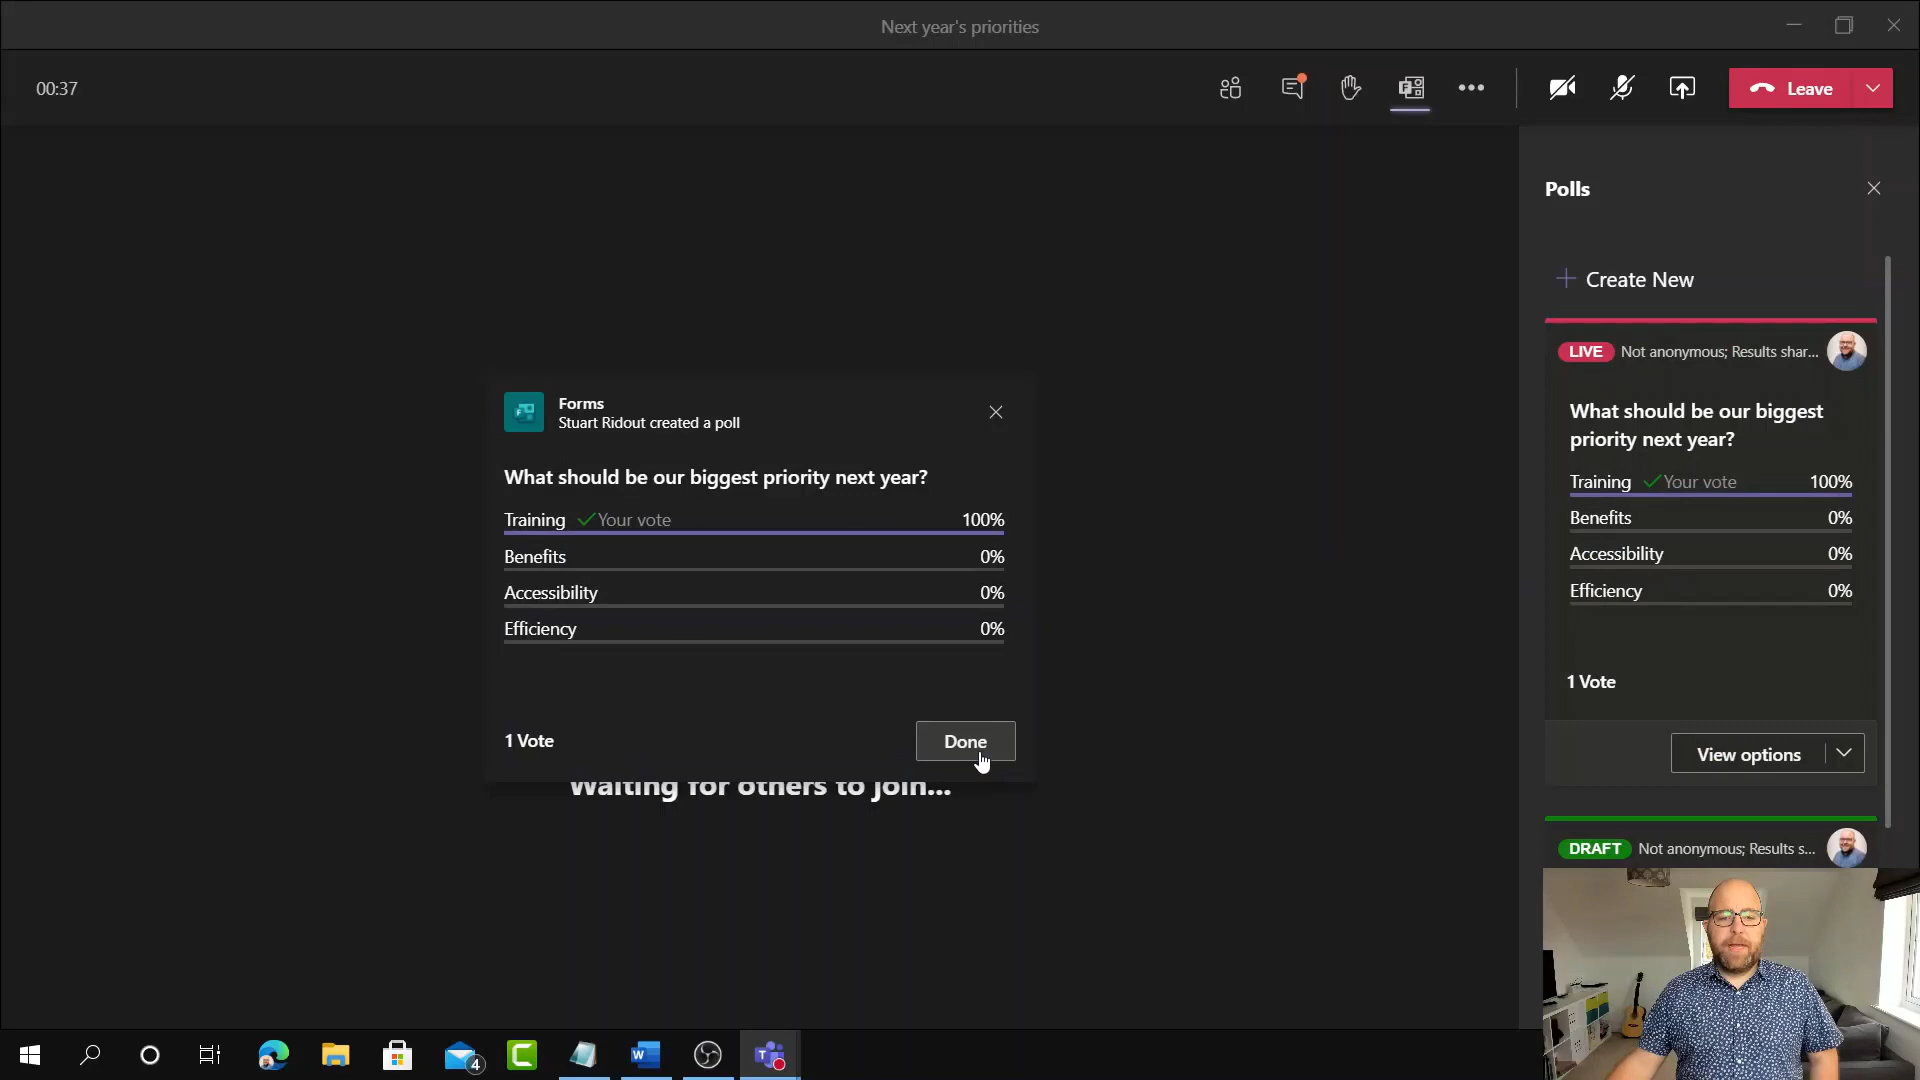 Next year's priorities
00:37
Leave
Polls
Create New
LIVE Not anonymous; Results shar...
What should be our biggest
priority next year?
Training Your vote 100%
Benefits 0%
Accessibility 0%
Efficiency 0%
1 Vote
View options
DRAFT Not anonymous; Results s...
Forms
Stuart Ridout created a poll
What should be our biggest priority next year?
Training Your vote 100%
Benefits 0%
Accessibility 0%
Efficiency 0%
1 Vote
Done
Waiting for others to join...
4
W
T